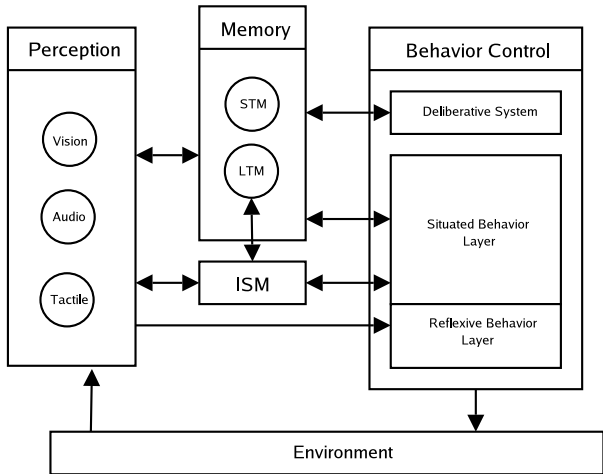 Perception
Vision
Audio
Tactile
Memory
STM
LTM
ISM
Behavior Control
Deliberative System
Situated Behavior
Layer
Reflexive Behavior
Layer
Environment